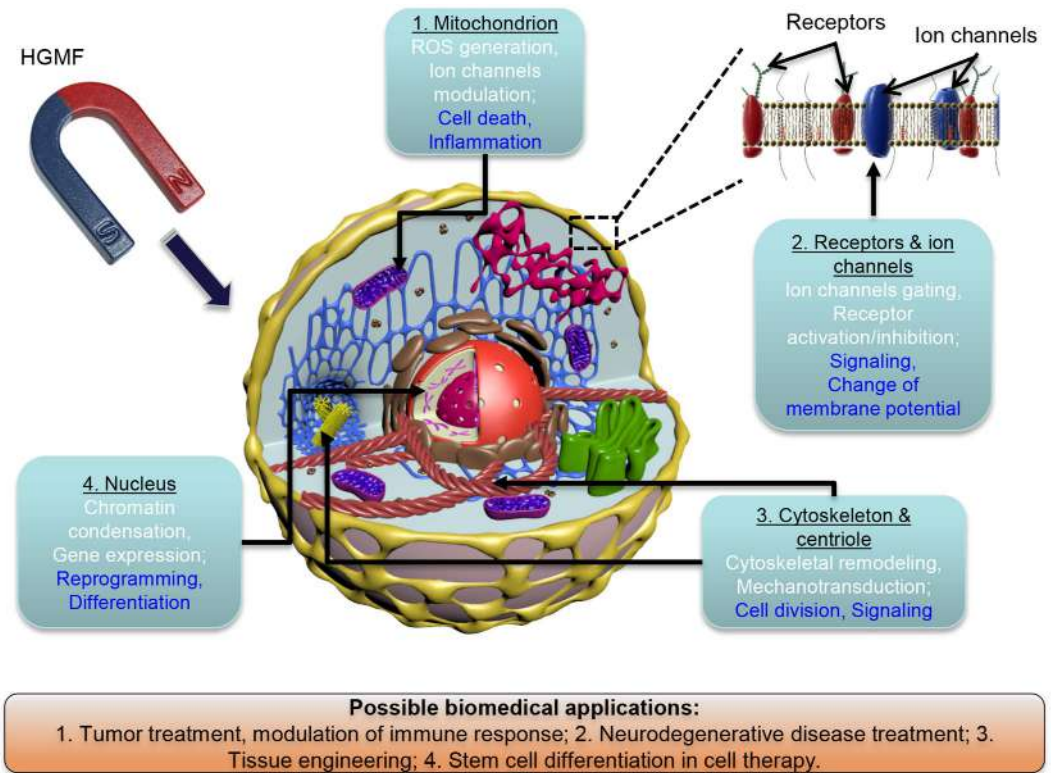 HGMF
N
S
1. Mitochondrion
ROS generation,
Ion channels
modulation;
Cell death,
Inflammation
Receptors
Ion channels
2. Receptors & ion
channels
Ion channels gating,
Receptor
activation/inhibition;
Signaling,
Change of
membrane potential
4. Nucleus
Chromatin
condensation,
Gene expression;
Reprogramming,
Differentiation
3. Cytoskeleton &
centriole
Cytoskeletal remodeling,
Mechanotransduction;
Cell division, Signaling
Possible biomedical applications:
1. Tumor treatment, modulation of immune response; 2. Neurodegenerative disease treatment; 3.
Tissue engineering; 4. Stem cell differentiation in cell therapy.